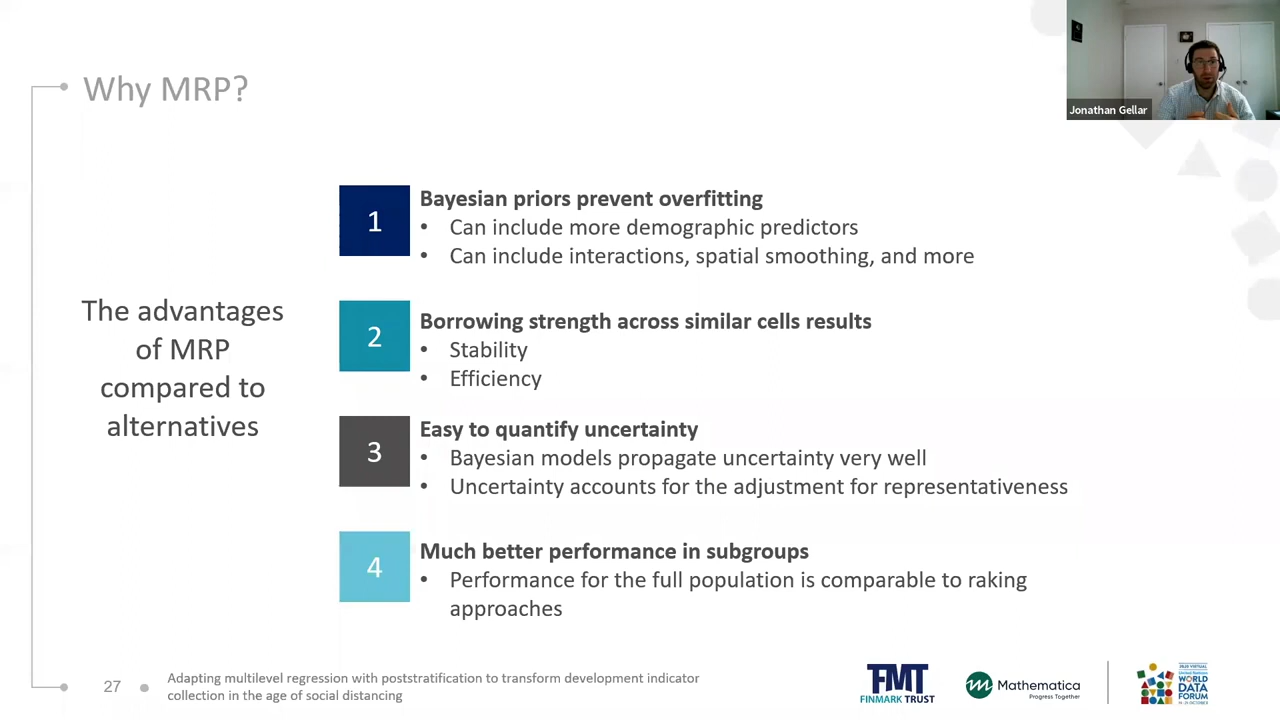 Why MRP?
Jonathan Gellar
The advantages
of MRP
compared to
alternatives
1
Bayesian priors prevent overfitting
• Can include more demographic predictors
• Can include interactions, spatial smoothing, and more
2
Borrowing strength across similar cells results
• Stability
• Efficiency
3
Easy to quantify uncertainty
• Bayesian models propagate uncertainty very well
• Uncertainty accounts for the adjustment for representativeness
4
Much better performance in subgroups
• Performance for the full population is comparable to raking
approaches
27
Adapting multilevel regression with poststratification to transform development indicator
collection in the age of social distancing
FMT
FINMARK TRUST
Mathematica
Progress Together
United Nations
WORLD
DATA
FORUM